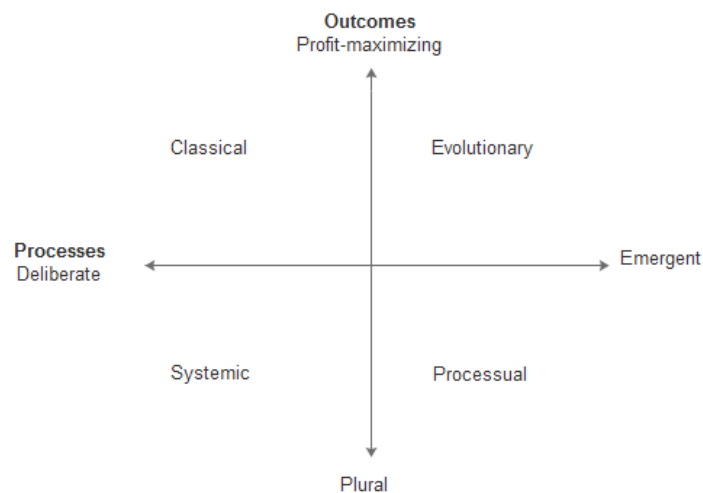 Outcomes
Profit-maximizing
Classical
Evolutionary
Processes
Deliberate
Emergent
Systemic
Processual
Plural